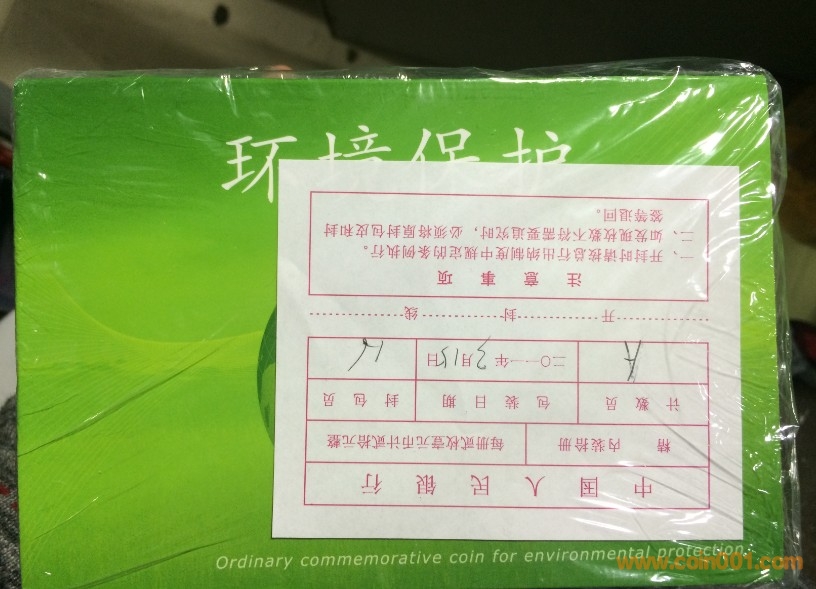 环境保护
中国人民银行
精 内装拾册 每册贰枚壹元币计贰拾元整
计数员 包装日期 封包员
二〇一一年3月15日
开封线
注意事项
一、开封时请按总行出纳制度中规定的条例执行。
二、如发现枚数不符需要追究时，必须将原封包皮和封
签等退回。
Ordinary commemorative coin for environmental protection.
www.coin001.com